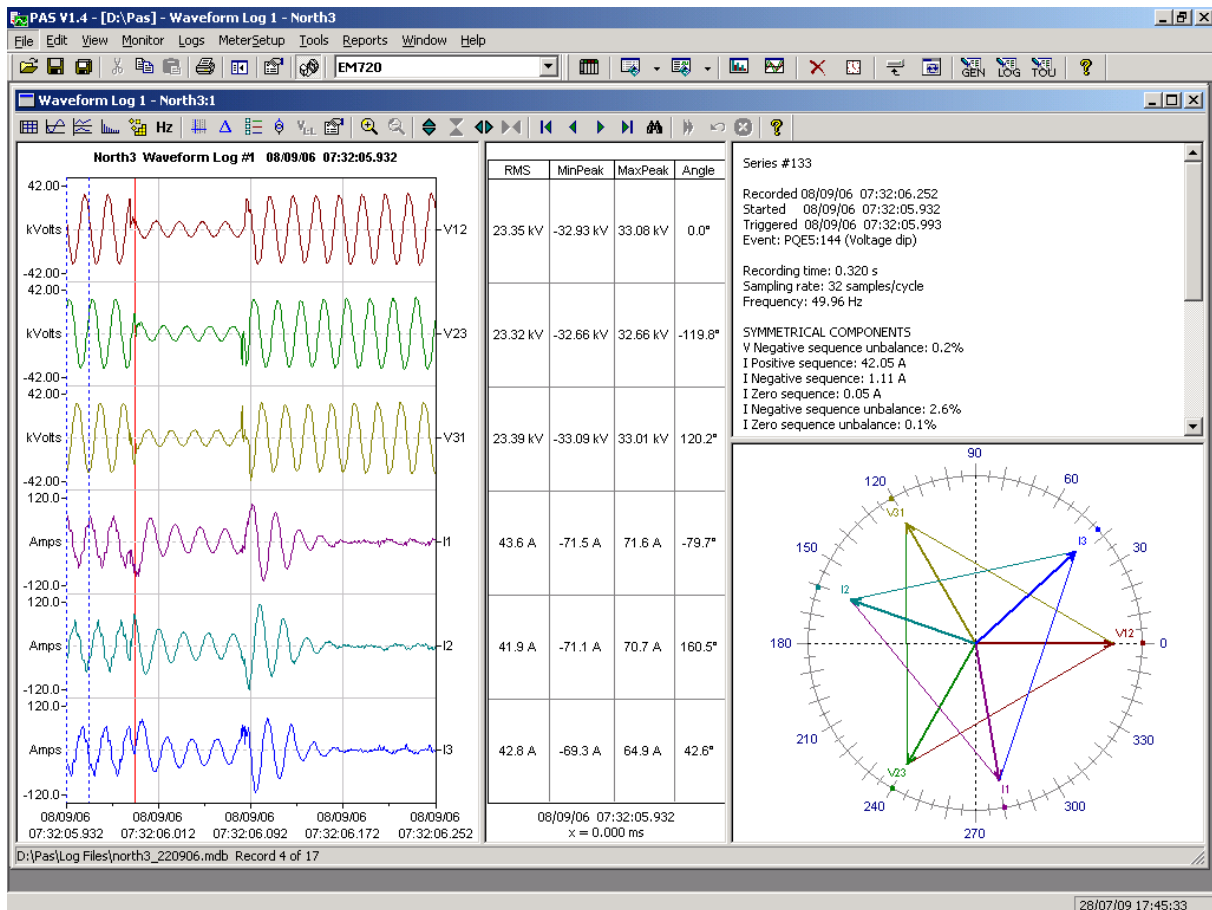 PAS V1.4 - [D:\Pas] - Waveform Log 1 - North3
File Edit View Monitor Logs MeterSetup Tools Reports Window Help
EM720
GEN LOG TOU
Waveform Log 1 - North3:1
Hz
North3 Waveform Log #1 08/09/06 07:32:05.932
42.00
kVolts
-42.00
V12
42.00
kVolts
-42.00
V23
42.00
kVolts
-42.00
V31
120.0
Amps
-120.0
I1
120.0
Amps
-120.0
I2
120.0
Amps
-120.0
I3
08/09/06 08/09/06 08/09/06 08/09/06 08/09/06
07:32:05.932 07:32:06.012 07:32:06.092 07:32:06.172 07:32:06.252
RMS MinPeak MaxPeak Angle
23.35 kV -32.93 kV 33.08 kV 0.0°
23.32 kV -32.66 kV 32.66 kV -119.8°
23.39 kV -33.09 kV 33.01 kV 120.2°
43.6 A -71.5 A 71.6 A -79.7°
41.9 A -71.1 A 70.7 A 160.5°
42.8 A -69.3 A 64.9 A 42.6°
08/09/06 07:32:05.932
x = 0.000 ms
Series #133
Recorded 08/09/06 07:32:06.252
Started 08/09/06 07:32:05.932
Triggered 08/09/06 07:32:05.993
Event: PQE5:144 (Voltage dip)
Recording time: 0.320 s
Sampling rate: 32 samples/cycle
Frequency: 49.96 Hz
SYMMETRICAL COMPONENTS
V Negative sequence unbalance: 0.2%
I Positive sequence: 42.05 A
I Negative sequence: 1.11 A
I Zero sequence: 0.05 A
I Negative sequence unbalance: 2.6%
I Zero sequence unbalance: 0.1%
90
120 60
V31
150 I3 30
I2
V12
180 0
210 330
V23
I1
240 300
270
D:\Pas\Log Files\north3_220906.mdb Record 4 of 17
28/07/09 17:45:33